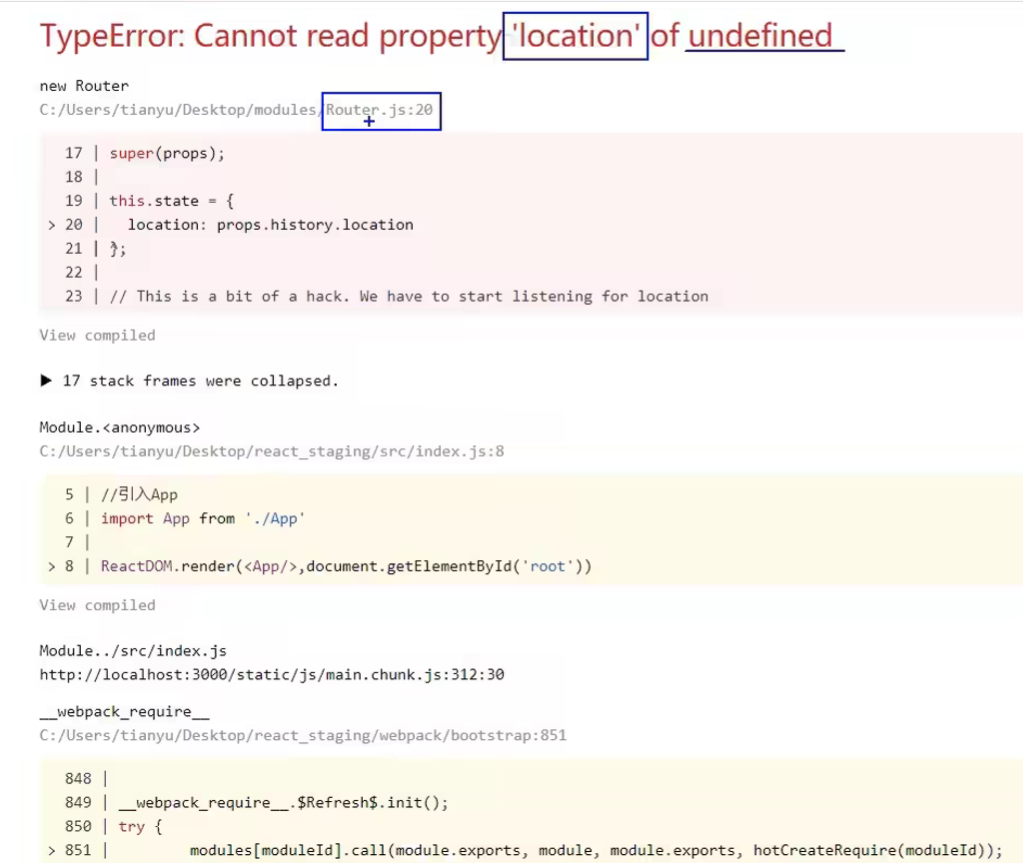 TypeError: Cannot read property 'location' of undefined
new Router
C:/Users/tianyu/Desktop/modules/Router.js:20
17 | super(props);
18 |
19 | this.state = {
> 20 |   location: props.history.location
21 | };
22 |
23 | // This is a bit of a hack. We have to start listening for location
View compiled
▶ 17 stack frames were collapsed.
Module.<anonymous>
C:/Users/tianyu/Desktop/react_staging/src/index.js:8
5 | //引入App
6 | import App from './App'
7 |
> 8 | ReactDOM.render(<App/>,document.getElementById('root'))
View compiled
Module../src/index.js
http://localhost:3000/static/js/main.chunk.js:312:30
__webpack_require__
C:/Users/tianyu/Desktop/react_staging/webpack/bootstrap:851
848 |
849 | __webpack_require__.$Refresh$.init();
850 | try {
> 851 |         modules[moduleId].call(module.exports, module, module.exports, hotCreateRequire(moduleId));